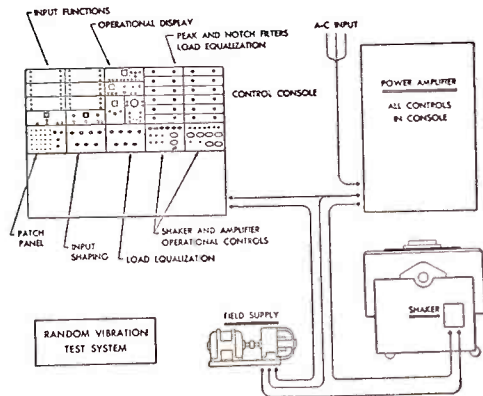 INPUT FUNCTIONS
OPERATIONAL DISPLAY
PEAK AND NOTCH FILTERS
LOAD EQUALIZATION
A-C INPUT
CONTROL CONSOLE
POWER AMPLIFIER
ALL CONTROLS
IN CONSOLE
PATCH
PANEL
INPUT
SHAPING
LOAD EQUALIZATION
SHAKER AND AMPLIFIER
OPERATIONAL CONTROLS
FIELD SUPPLY
SHAKER
RANDOM VIBRATION
TEST SYSTEM